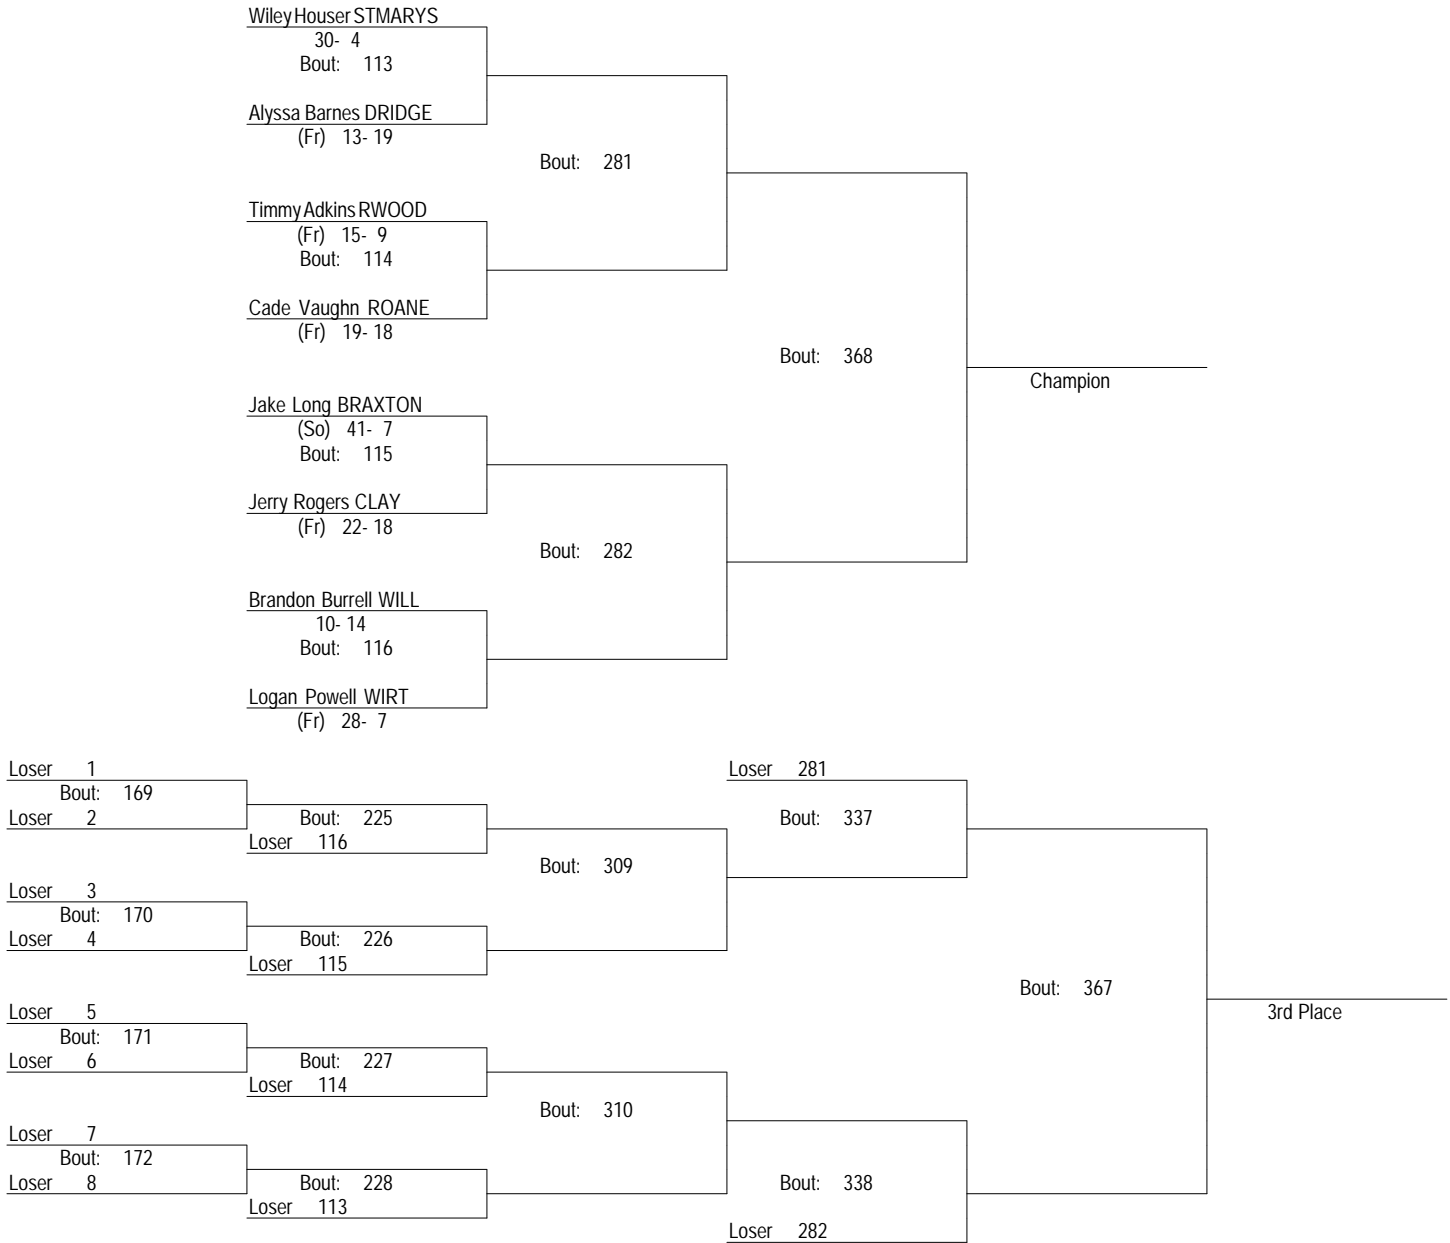 Wiley Houser STMARYS
30- 4
Bout: 113
Alyssa Barnes DRIDGE
(Fr) 13- 19
Bout: 281
Timmy Adkins RWOOD
(Fr) 15- 9
Bout: 114
Cade Vaughn ROANE
(Fr) 19- 18
Bout: 368
Champion
Jake Long BRAXTON
(So) 41- 7
Bout: 115
Jerry Rogers CLAY
(Fr) 22- 18
Bout: 282
Brandon Burrell WILL
10- 14
Bout: 116
Logan Powell WIRT
(Fr) 28- 7
Loser 1
Bout: 169
Loser 2
Bout: 225
Loser 116
Loser 281
Bout: 337
Bout: 309
Loser 3
Bout: 170
Loser 4
Bout: 226
Loser 115
Bout: 367
3rd Place
Loser 5
Bout: 171
Loser 6
Bout: 227
Loser 114
Bout: 310
Loser 7
Bout: 172
Loser 8
Bout: 228
Loser 113
Bout: 338
Loser 282